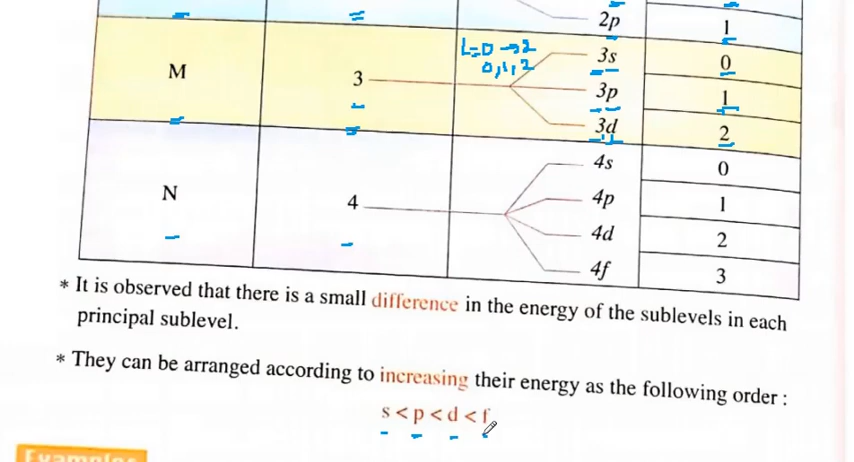 2p 1
L=0 → 2
0,1,2
M 3 3s 0
3p 1
3d 2
N 4 4s 0
4p 1
4d 2
4f 3
* It is observed that there is a small difference in the energy of the sublevels in each
principal sublevel.
* They can be arranged according to increasing their energy as the following order :
s < p < d < f
Examples